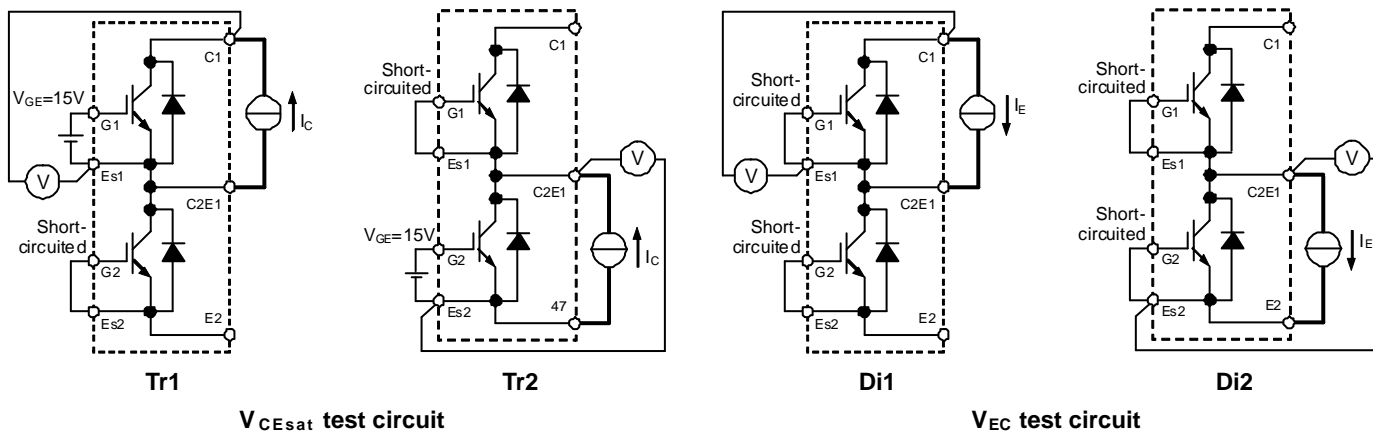 C1
V_GE=15V
G1
I_C
V
Es1
C2E1
Short-
circuited
G2
Es2
E2
Tr1
C1
Short-
circuited
G1
Es1
V
C2E1
V_GE=15V
G2
I_C
Es2
47
Tr2
V_CEsat test circuit
C1
Short-
circuited
G1
I_E
V
Es1
C2E1
Short-
circuited
G2
Es2
E2
Di1
C1
Short-
circuited
G1
Es1
V
C2E1
Short-
circuited
G2
I_E
Es2
E2
Di2
V_EC test circuit